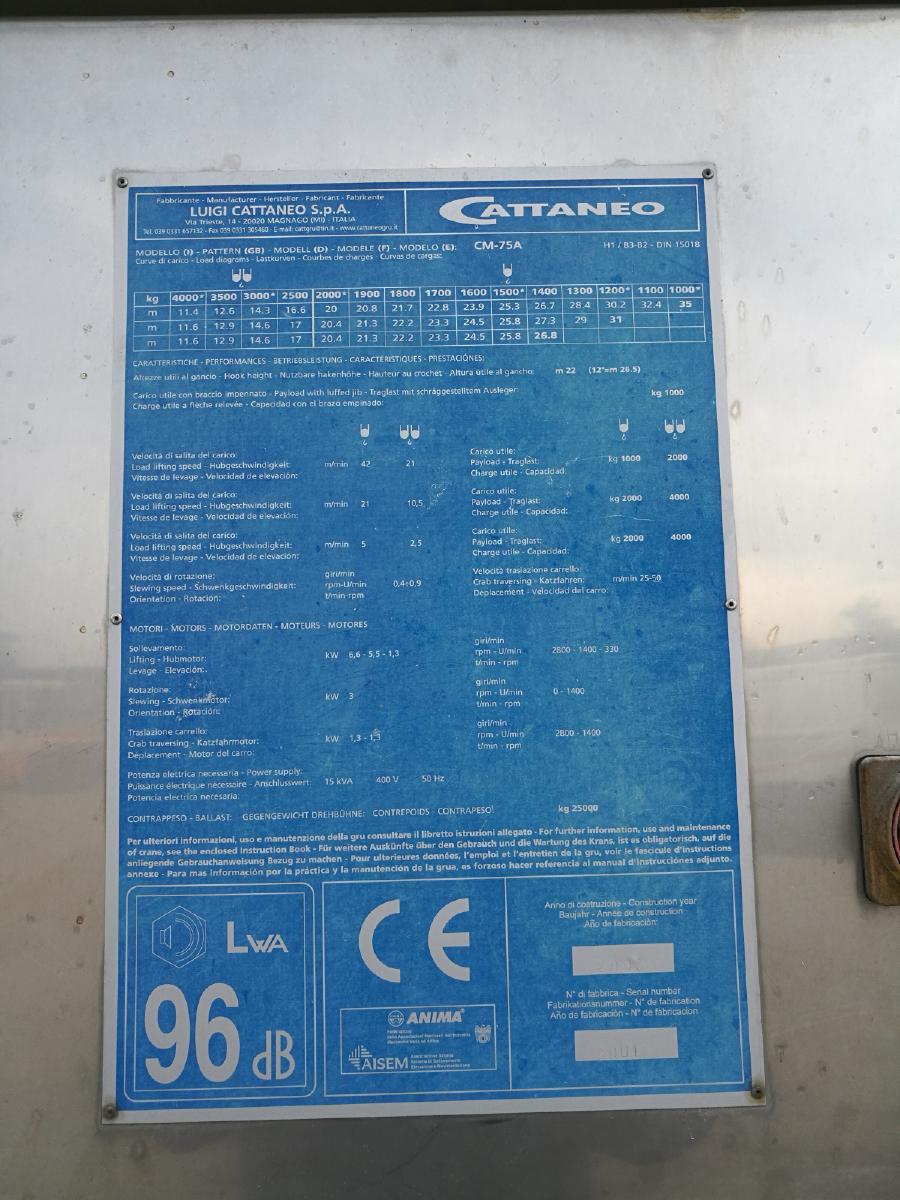 Fabbricante - Manufacturer - Hersteller - Fabricant - Fabricante
LUIGI CATTANEO S.p.A.
Via Trieste, 14 - 20020 MAGNAGO (MI) - ITALIA
Tel. 039 0331 657132 - Fax 039 0331 305460 - E-mail: cattgru@tin.it - www.cattaneogru.it
CATTANEO
MODELLO (I) - PATTERN (GB) - MODELL (D) - MODELE (F) - MODELO (E): CM-75A H1 / B3-B2 - DIN 15018
Curve di carico - Load diagrams - Lastkurven - Courbes de charges - Curvas de cargas:
kg 4000* 3500 3000* 2500 2000* 1900 1800 1700 1600 1500* 1400 1300 1200* 1100 1000*
m 11.4 12.6 14.3 16.6 20 20.8 21.7 22.8 23.9 25.3 26.7 28.4 30.2 32.4 35
m 11.6 12.9 14.6 17 20.4 21.3 22.2 23.3 24.5 25.8 27.3 29 31
m 11.6 12.9 14.6 17 20.4 21.3 22.2 23.3 24.5 25.8 26.8
CARATTERISTICHE - PERFORMANCES - BETRIEBSLEISTUNG - CARACTÉRISTIQUES - PRESTACIÓNES:
Altezze utili al gancio - Hook height - Nutzbare hakenhöhe - Hauteur au crochet - Altura utile al gancho: m 22 (12°=m 26.5)
Carico utile con braccio impennato - Payload with luffed jib - Traglast mit schräggestelltem Ausleger: kg 1000
Charge utile a flèche relevée - Capacidad con el brazo empinado:
Velocità di salita del carico:
Load lifting speed - Hubgeschwindigkeit: m/min 42 21
Vitesse de levage - Velocidad de elevación:
Carico utile:
Payload - Traglast: kg 1000 2000
Charge utile - Capacidad:
Velocità di salita del carico:
Load lifting speed - Hubgeschwindigkeit: m/min 21 10,5
Vitesse de levage - Velocidad de elevación:
Carico utile:
Payload - Traglast: kg 2000 4000
Charge utile - Capacidad:
Velocità di salita del carico:
Load lifting speed - Hubgeschwindigkeit: m/min 5 2,5
Vitesse de levage - Velocidad de elevación:
Carico utile:
Payload - Traglast: kg 2000 4000
Charge utile - Capacidad:
Velocità di rotazione: giri/min
Slewing speed - Schwenkgeschwindigkeit: rpm-U/min 0,4÷0,9
Orientation - Rotación: t/min-rpm
Velocità traslazione carrello:
Crab traversing - Katzfahren: m/min 25-50
Déplacement - Velocidad del carro:
MOTORI - MOTORS - MOTORDATEN - MOTEURS - MOTORES
Sollevamento: giri/min
Lifting - Hubmotor: kW 6,6 - 5,5 - 1,3 rpm - U/min 2800 - 1400 - 330
Levage - Elevación: t/min - rpm
Rotazione: giri/min
Slewing - Schwenkmotor: kW 3 rpm - U/min 0 - 1400
Orientation - Rotación: t/min - rpm
Traslazione carrello: giri/min
Crab traversing - Katzfahrmotor: kW 1,3 - 1,3 rpm - U/min 2800 - 1400
Déplacement - Motor del carro: t/min - rpm
Potenza elettrica necessaria - Power supply:
Puissance électrique nécessaire - Anschlusswert: 15 kVA 400 V 50 Hz
Potencia electrica necesaria:
CONTRAPPESO - BALLAST: GEGENGEWICHT DREHBÜHNE: CONTREPOIDS - CONTRAPESO: kg 25000
Per ulteriori informazioni, uso e manutenzione della gru consultare il libretto istruzioni allegato - For further information, use and maintenance
of crane, see the enclosed Instruction Book - Für weitere Auskünfte über den Gebrauch und die Wartung des Krans, ist es obligatorisch, auf die
anliegende Gebrauchanweisung Bezug zu machen - Pour ulterieures données, l'emploi et l'entretien de la gru, voir le fascicule d'instructions
annexe - Para mas información por la práctica y la manutención de la grua, es forzoso hacer referencia al manual d'instrucciónes adjunto.
LWA
96 dB
CE
ANIMA
AISEM
Anno di costruzione - Construction year
Baujahr - Année de construction
Año de fabricación:
N° di fabbrica - Serial number
Fabrikationsnummer - N° de fabrication
Año de fabricación - N° de fabricacion